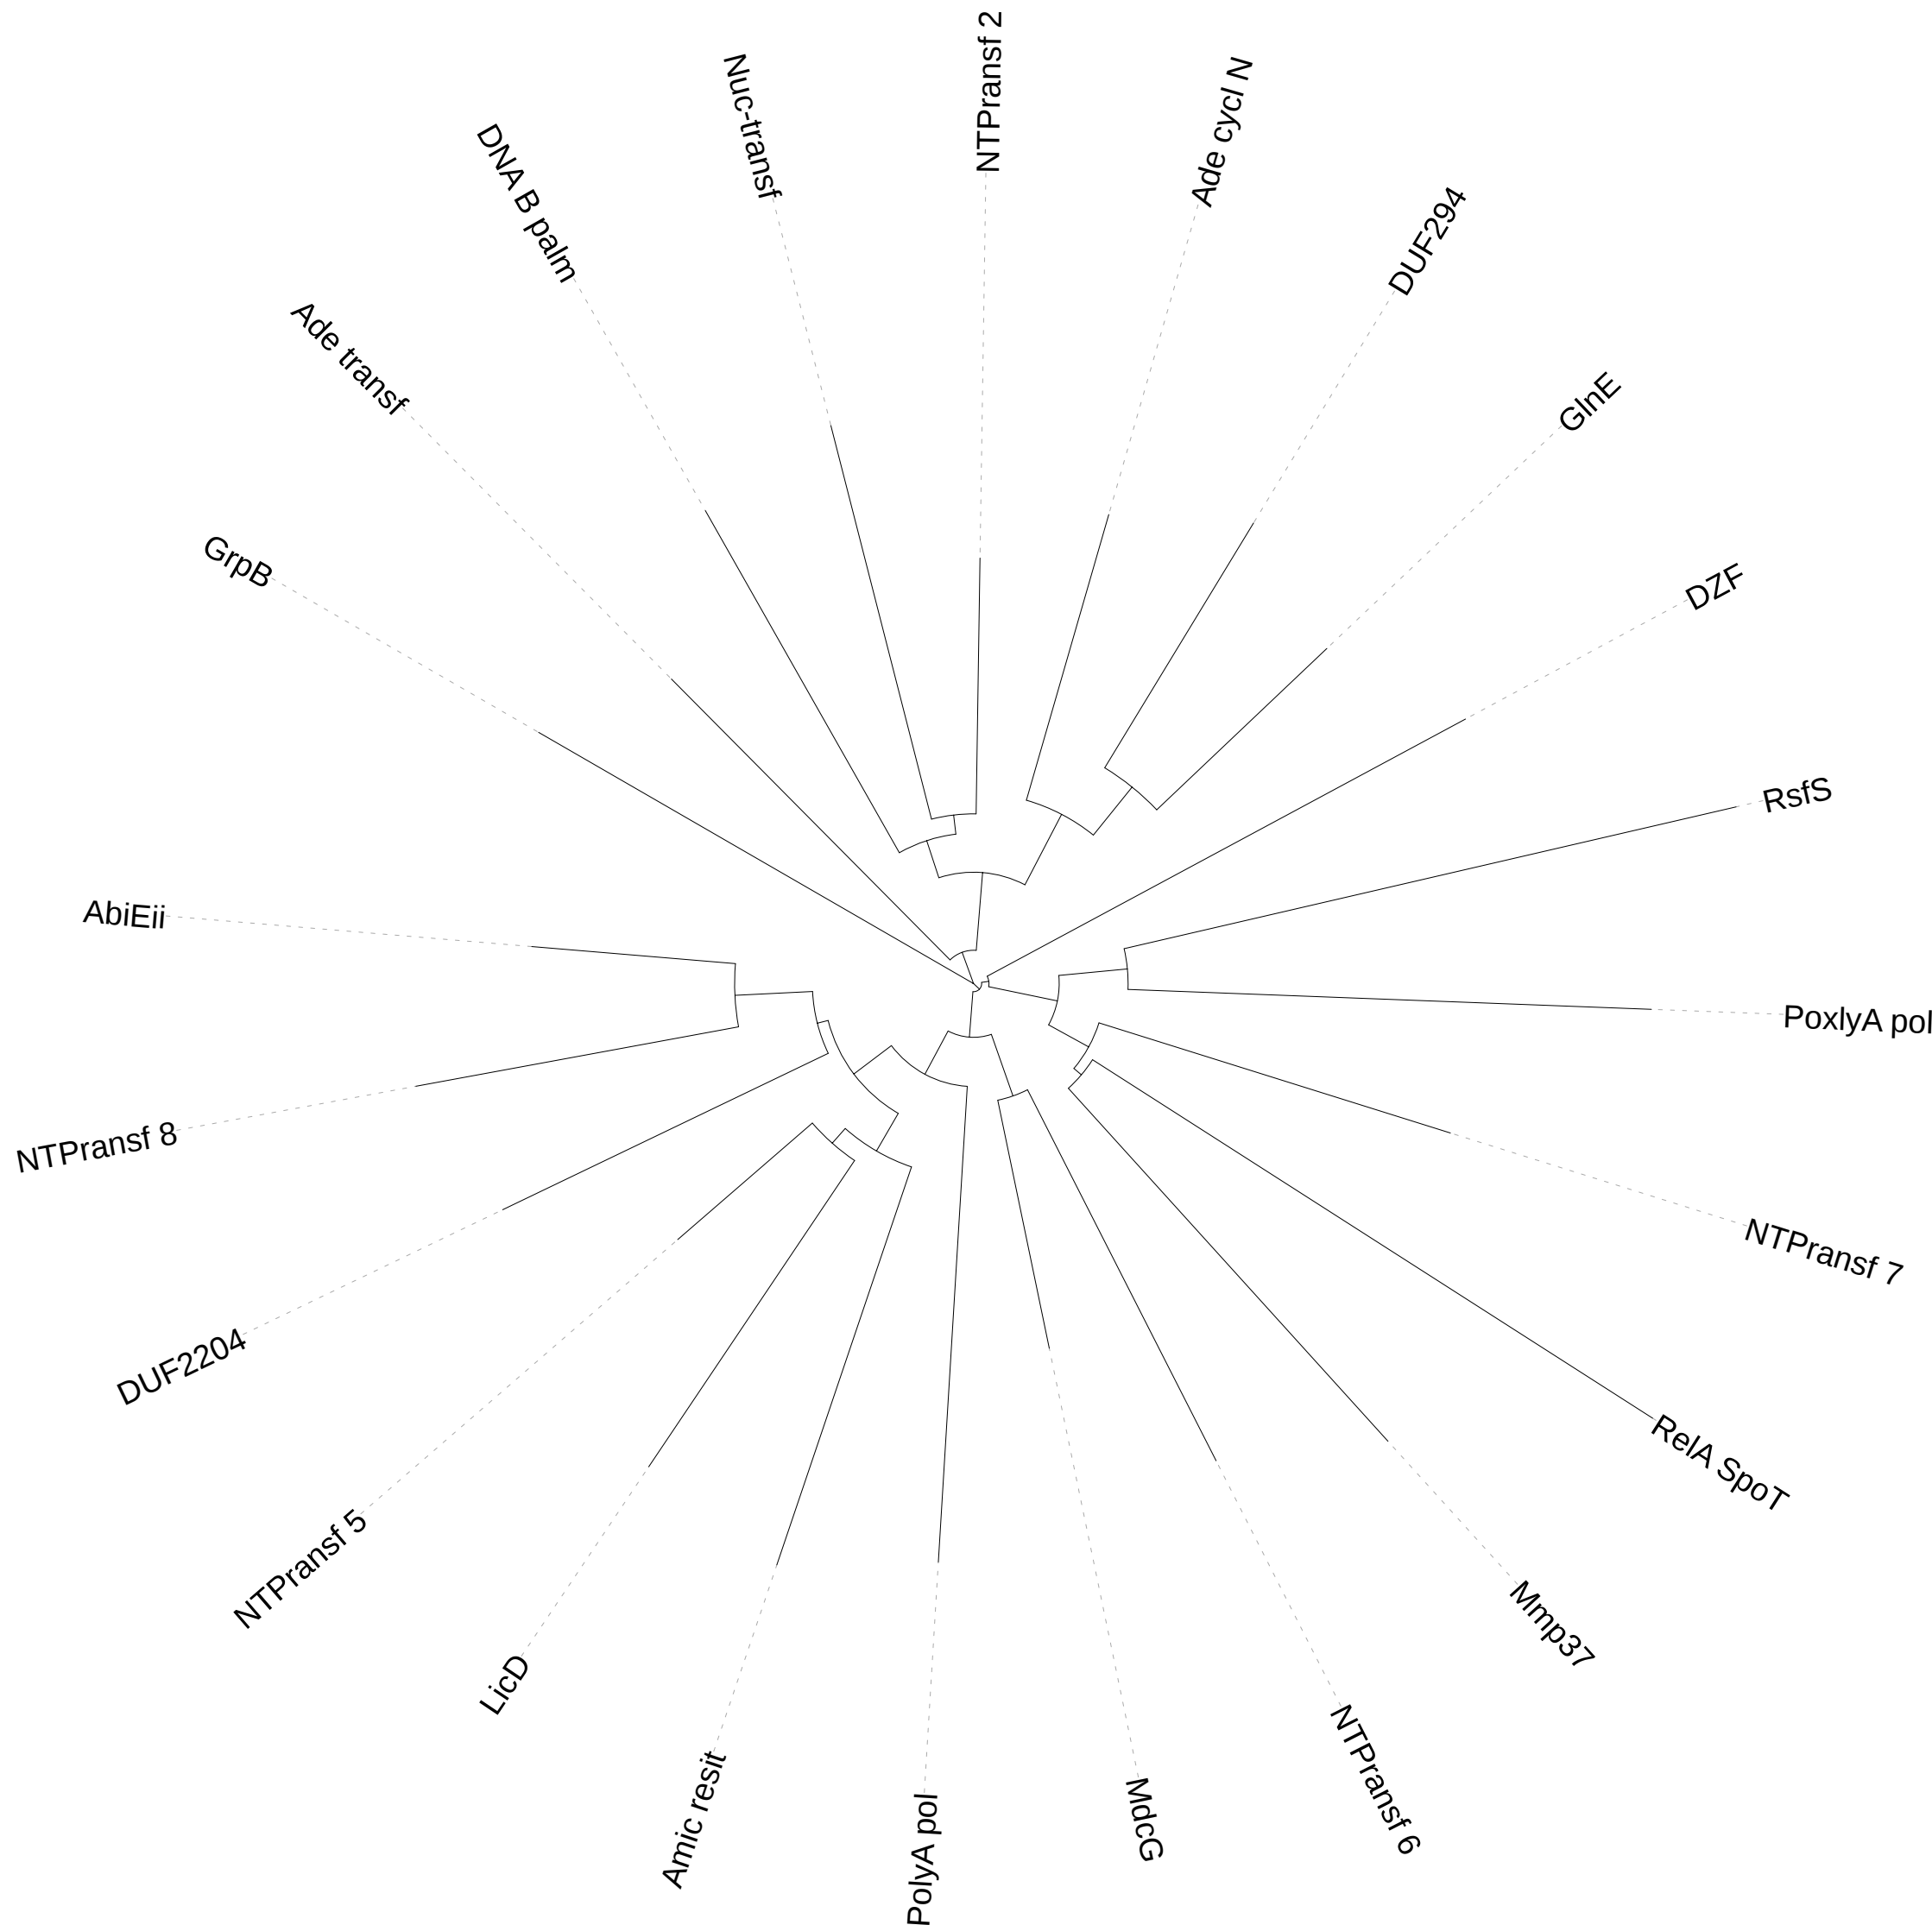 NTPransf 2
Ade cycl N
DUF294
GlnE
DZF
RsfS
PoxlyA pol
NTPransf 7
RelA SpoT
Mmp37
NTPransf 6
MdcG
PolyA pol
Amic resit
LicD
NTPransf 5
DUF2204
NTPransf 8
AbiEii
GrpB
Ade transf
DNA B palm
Nuc-transf